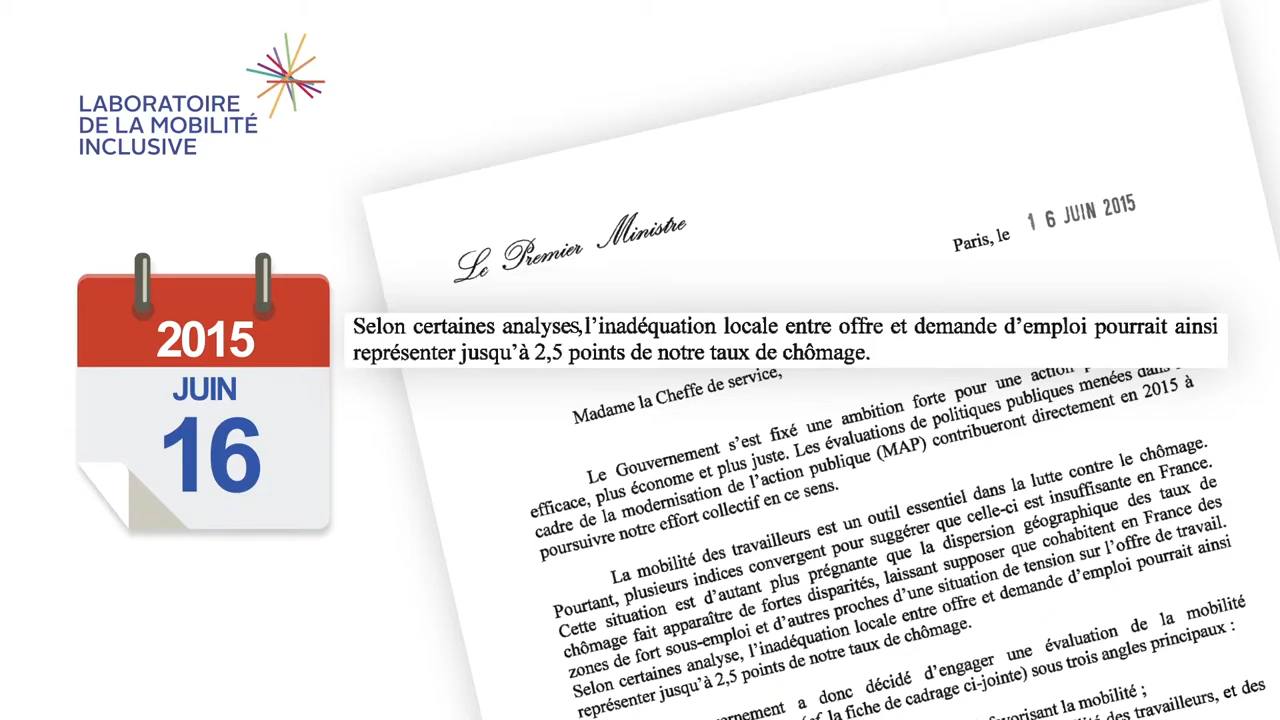 LABORATOIRE
DE LA MOBILITÉ
INCLUSIVE
2015
JUIN
16
Le Premier Ministre
Paris, le 16 JUIN 2015
Selon certaines analyses,l'inadéquation locale entre offre et demande d'emploi pourrait ainsi
représenter jusqu'à 2,5 points de notre taux de chômage.
Madame la Cheffe de service,
Le Gouvernement s'est fixé une ambition forte pour une action
efficace, plus économe et plus juste. Les évaluations de politiques publiques menées dans
cadre de la modernisation de l'action publique (MAP) contribueront directement en 2015 à
poursuivre notre effort collectif en ce sens.
La mobilité des travailleurs est un outil essentiel dans la lutte contre le chômage.
Pourtant, plusieurs indices convergent pour suggérer que celle-ci est insuffisante en France.
Cette situation est d'autant plus prégnante que la dispersion géographique des taux de
chômage fait apparaître de fortes disparités, laissant supposer que cohabitent en France des
zones de fort sous-emploi et d'autres proches d'une situation de tension sur l'offre de travail.
Selon certaines analyse, l'inadéquation locale entre offre et demande d'emploi pourrait ainsi
représenter jusqu'à 2,5 points de notre taux de chômage.
a donc décidé d'engager une évaluation de la mobilité
la fiche de cadrage ci-jointe) sous trois angles principaux :
la mobilité ;
des travailleurs, et des